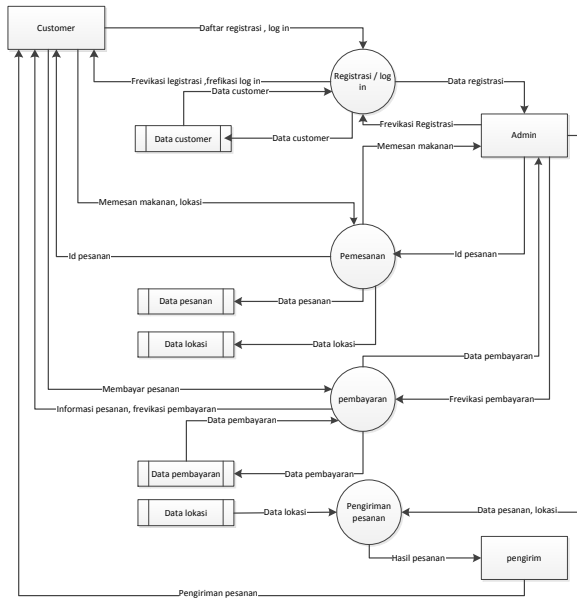 Customer
Daftar registrasi , log in
Registrasi / log
in
Frevikasi legistrasi ,frefikasi log in
Data customer
Data registrasi
Frevikasi Registrasi
Admin
Data customer
Data customer
Memesan makanan
Memesan makanan, lokasi
Id pesanan
Pemesanan
Id pesanan
Data pesanan
Data pesanan
Data lokasi
Data lokasi
Data pembayaran
Membayar pesanan
pembayaran
Frevikasi pembayaran
Informasi pesanan, frevikasi pembayaran
Data pembayaran
Data pembayaran
Data pembayaran
Data lokasi
Data lokasi
Pengiriman
pesanan
Data pesanan, lokasi
Hasil pesanan
pengirim
Pengiriman pesanan